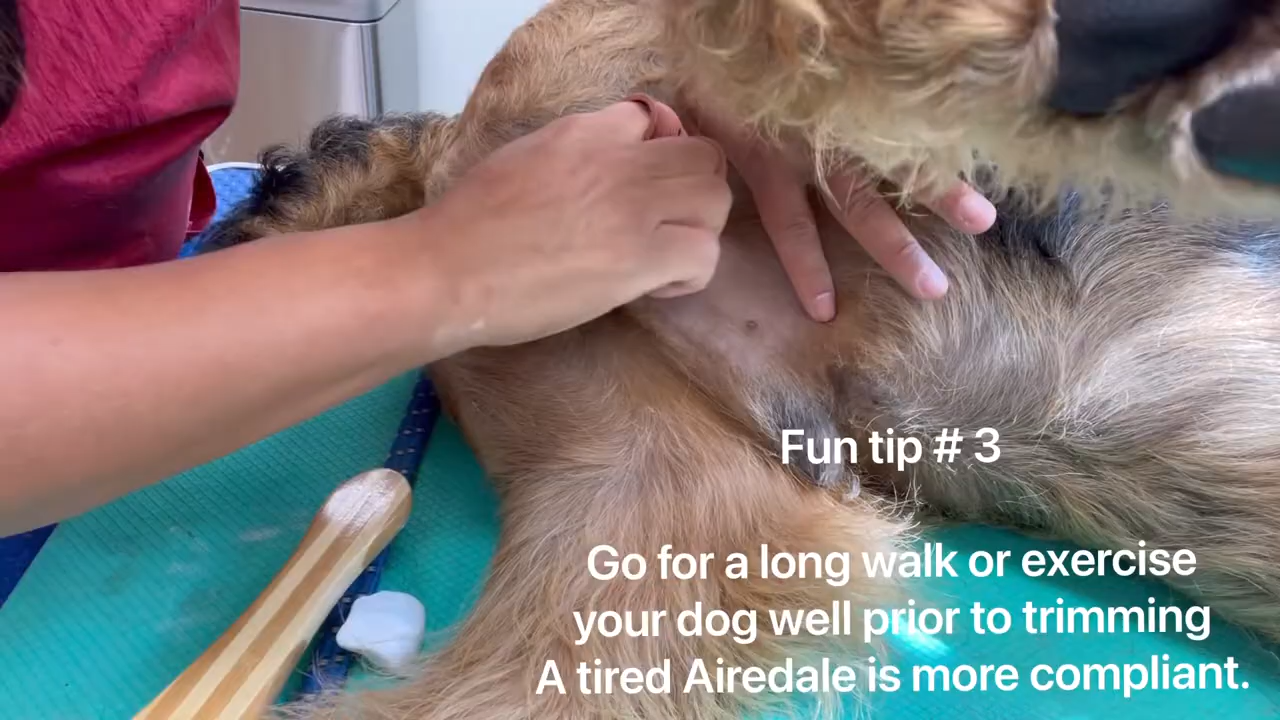 Fun tip # 3
Go for a long walk or exercise
your dog well prior to trimming
A tired Airedale is more compliant.